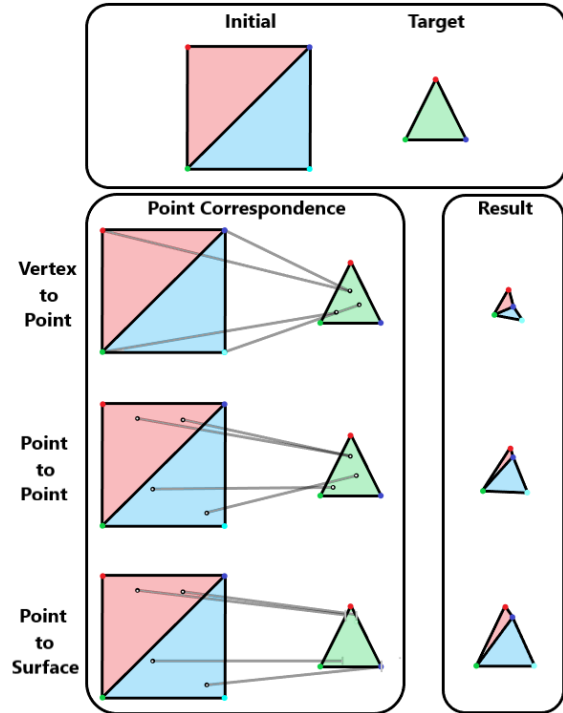 Initial
Target
Point Correspondence
Result
Vertex
to
Point
Point
to
Point
Point
to
Surface